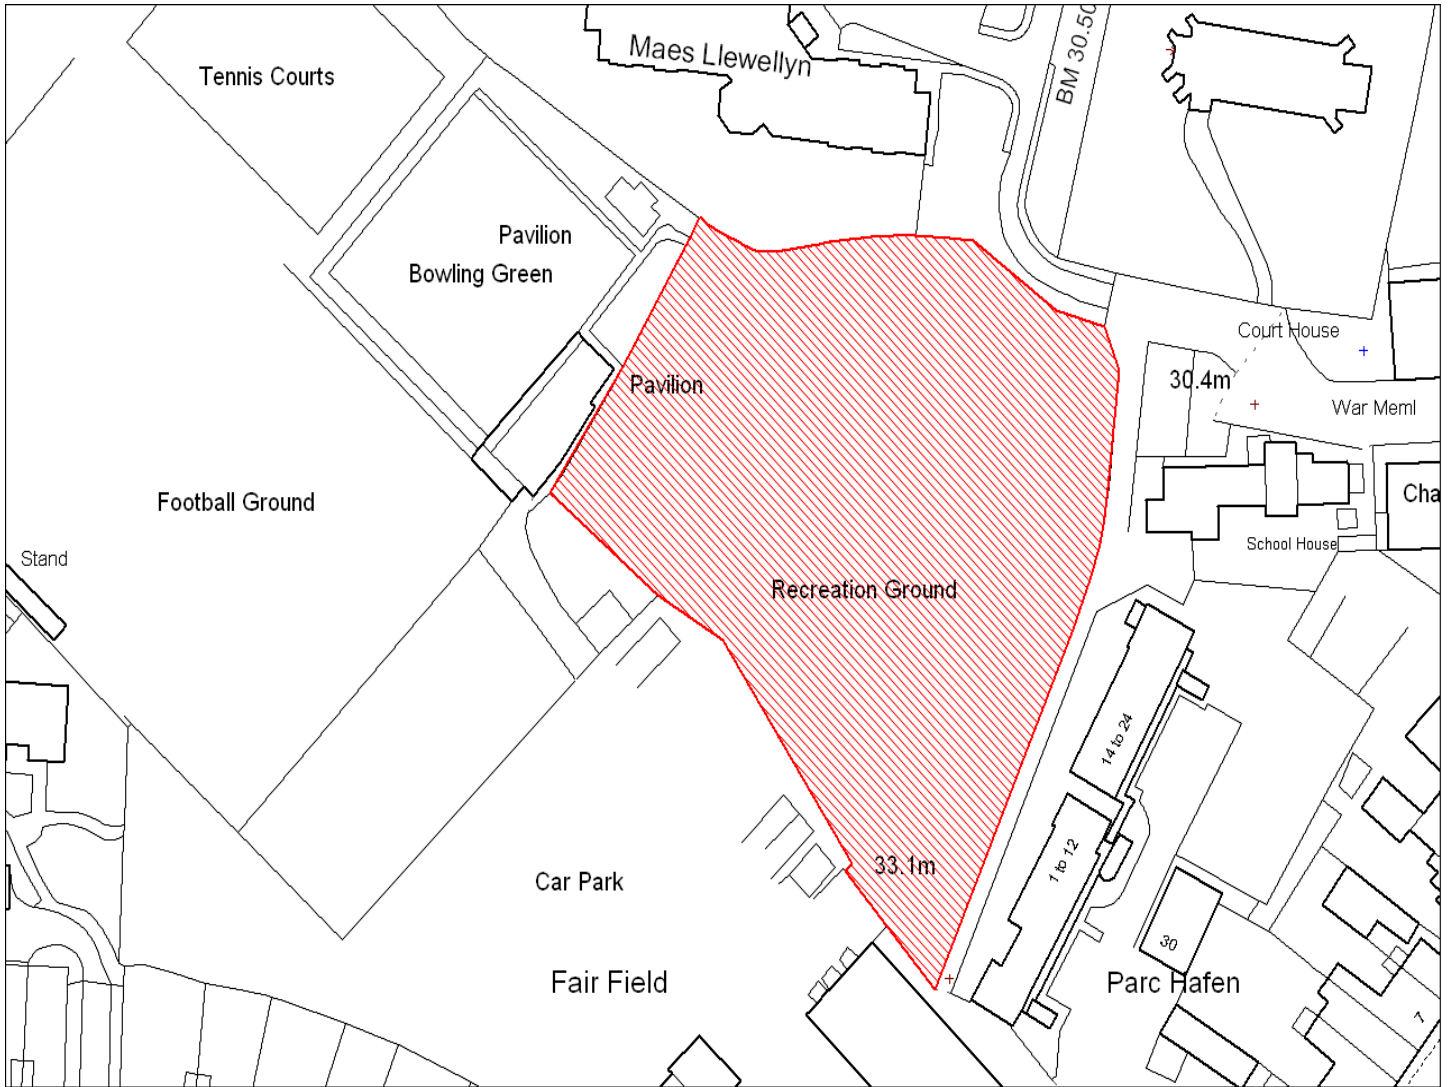 Maes Llewellyn
BM 30.50
Tennis Courts
Pavilion
Bowling Green
Court House
30.4m
Pavilion
War Meml
Football Ground
Cha
School House
Stand
Recreation Ground
14 to 24
1 to 12
33.1m
Car Park
30
Fair Field
Parc Hafen
7